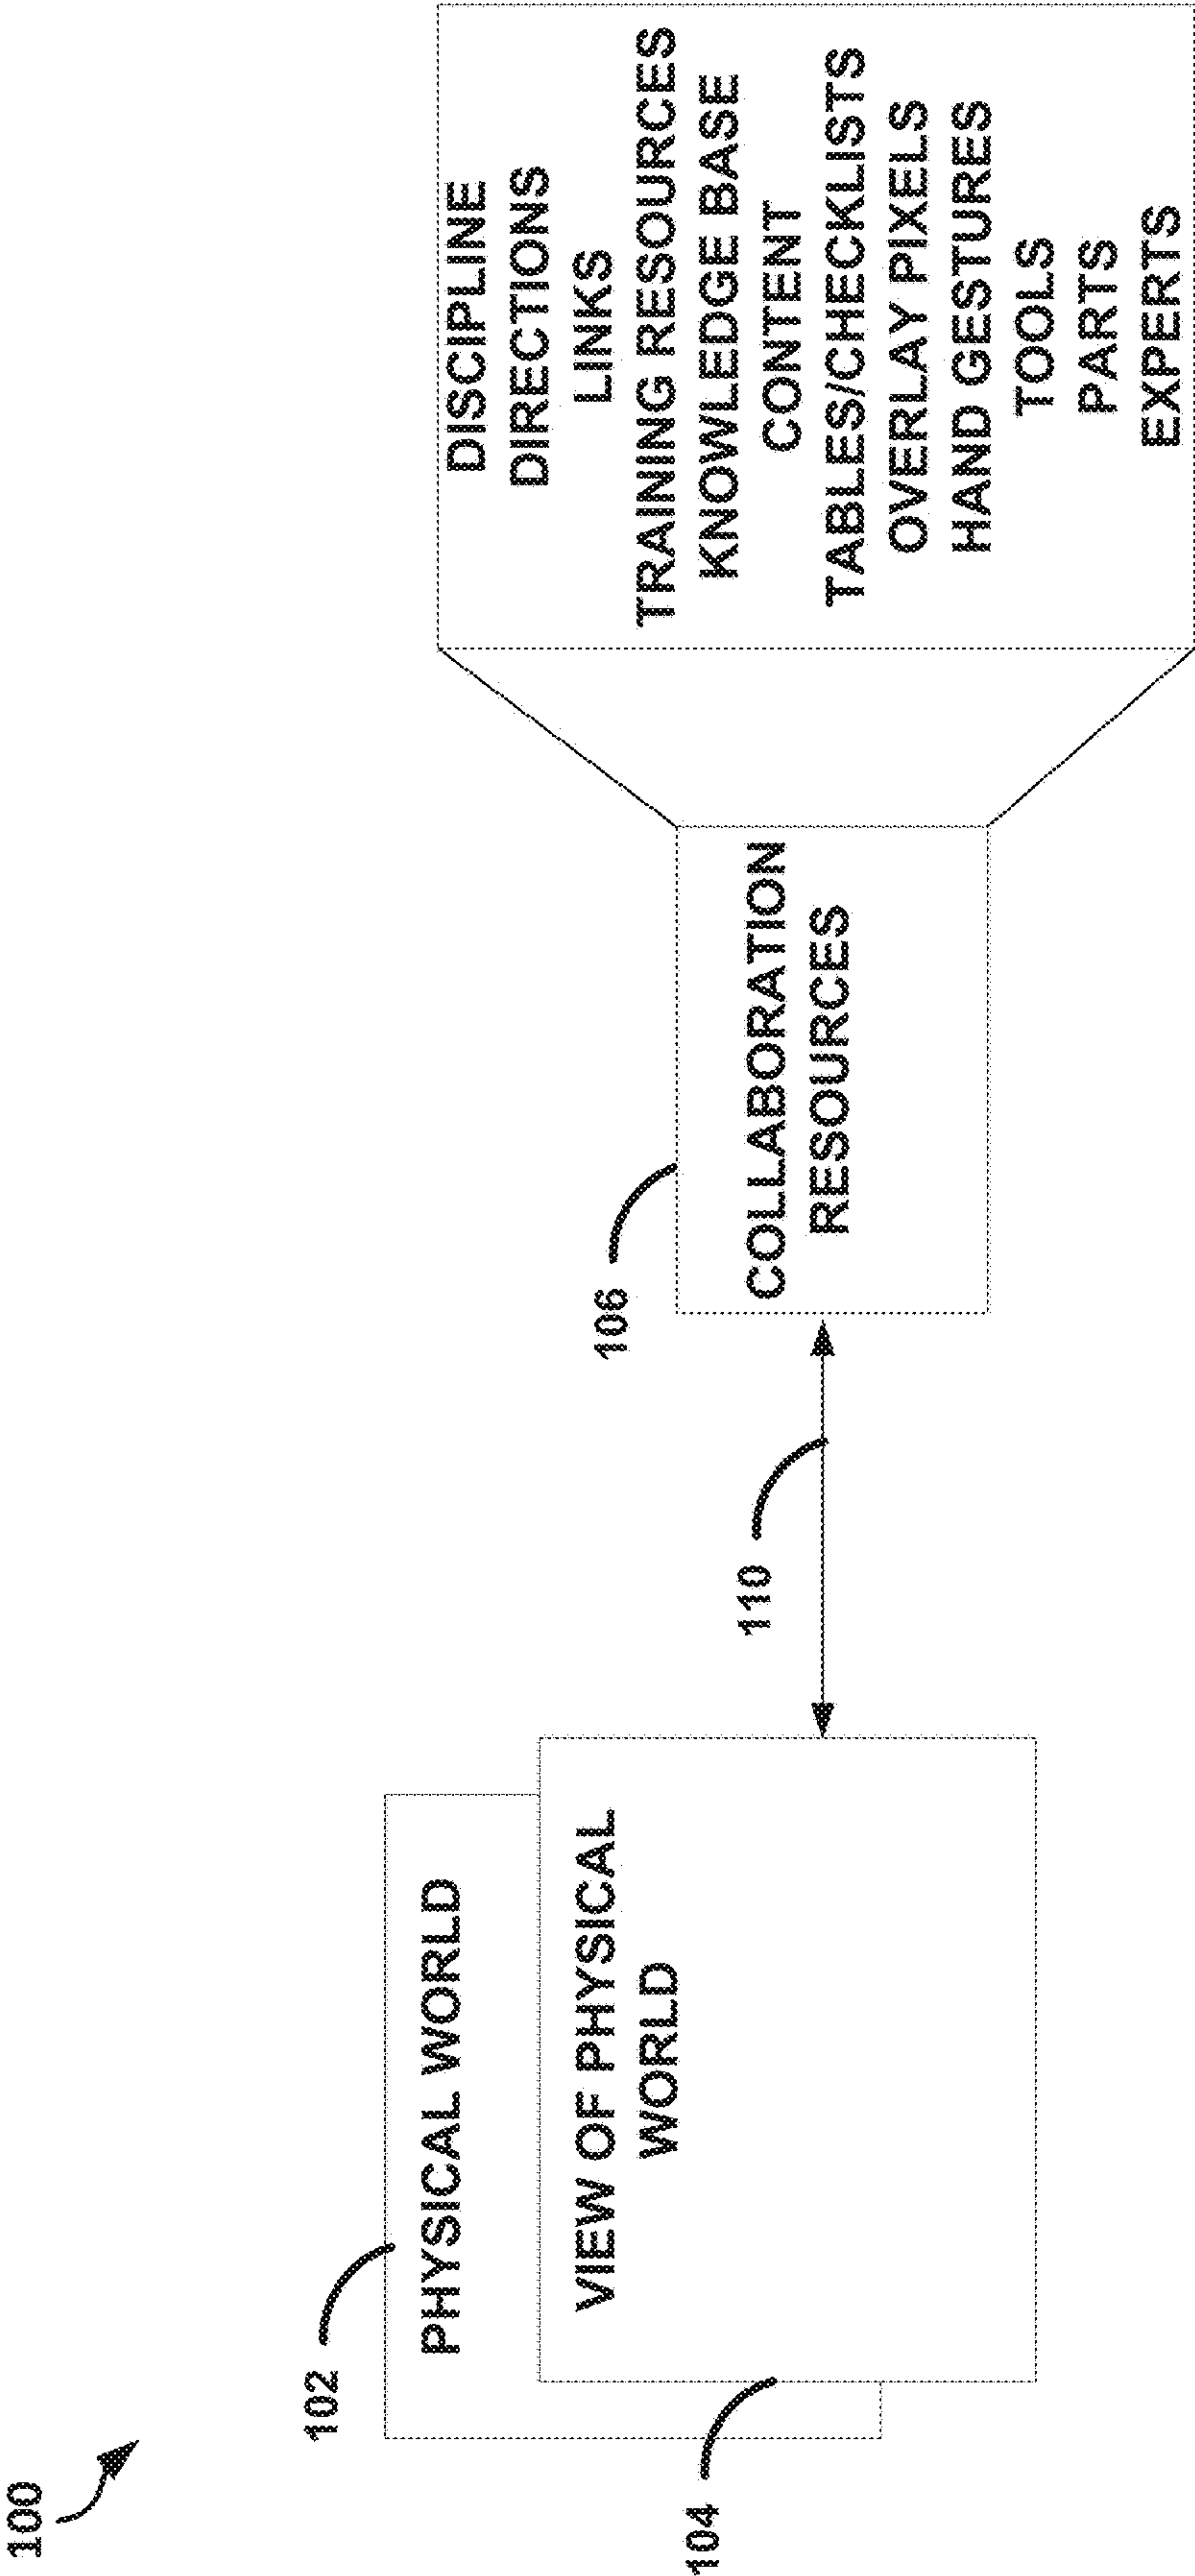 100
102
PHYSICAL WORLD
104
VIEW OF PHYSICAL
WORLD
110
106
COLLABORATION
RESOURCES
DISCIPLINE
DIRECTIONS
LINKS
TRAINING RESOURCES
KNOWLEDGE BASE
CONTENT
TABLES/CHECKLISTS
OVERLAY PIXELS
HAND GESTURES
TOOLS
PARTS
EXPERTS